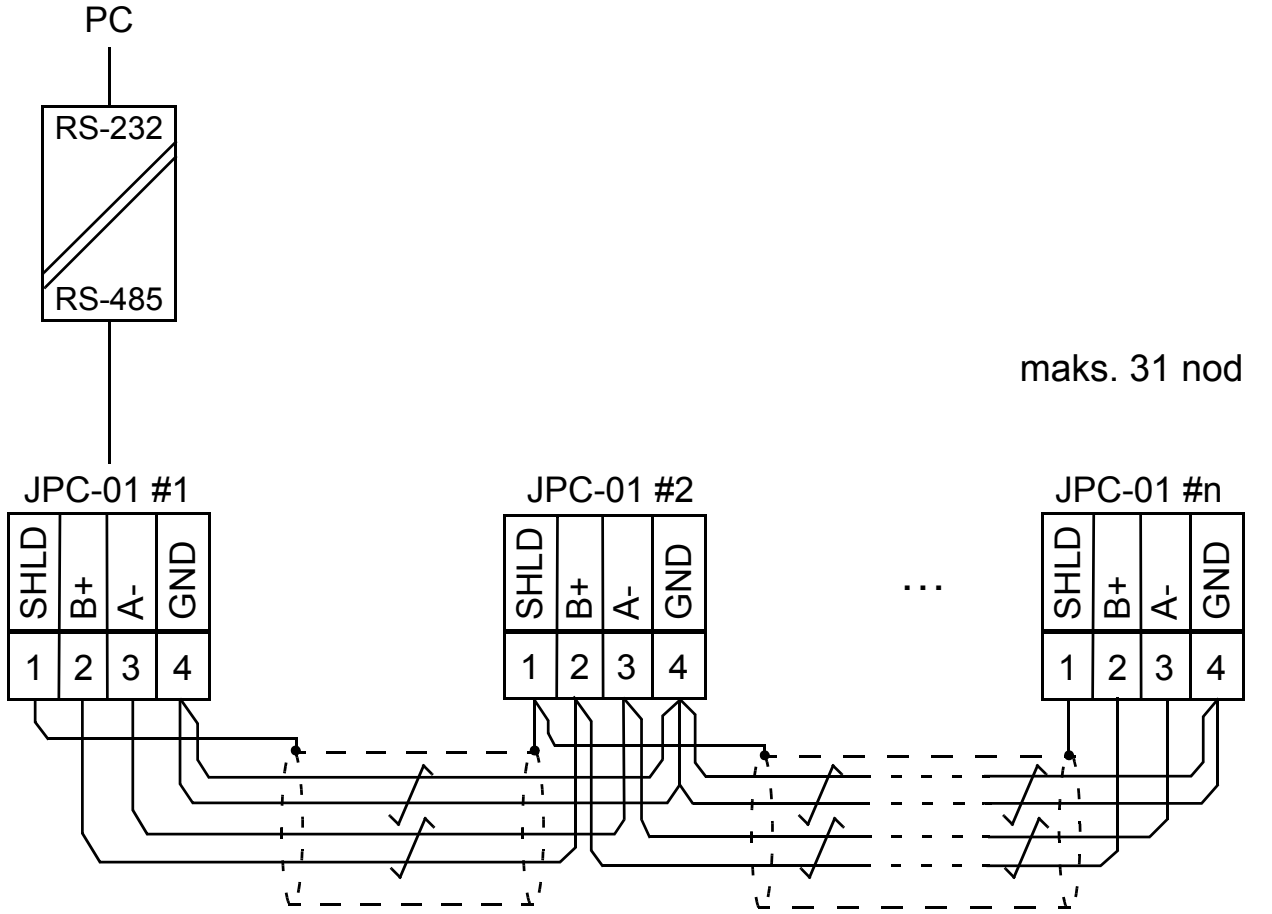 PC
RS-232
RS-485
maks. 31 nod
JPC-01 #1
SHLD B+ A- GND
1 2 3 4
JPC-01 #2
SHLD B+ A- GND
1 2 3 4
...
JPC-01 #n
SHLD B+ A- GND
1 2 3 4